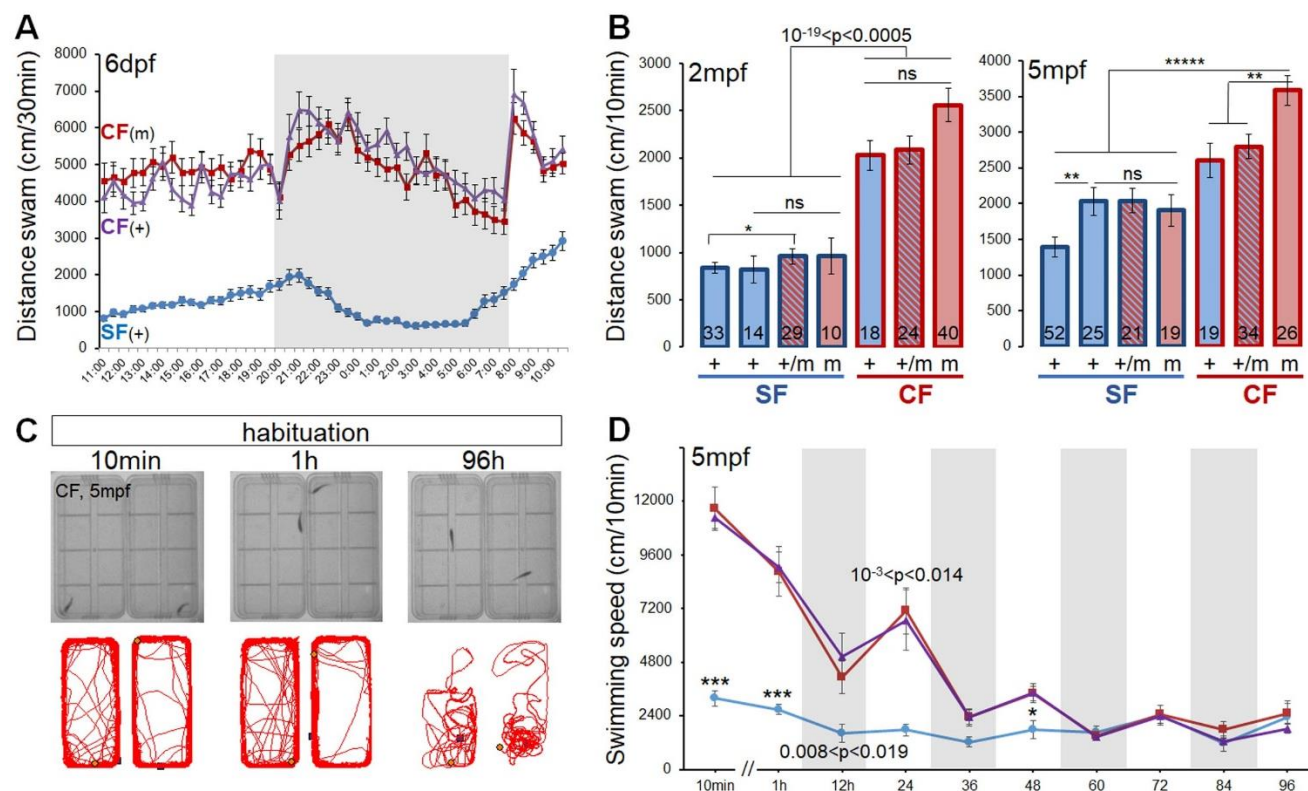 A
6dpf
Distance swam (cm/30min)
8000
7000
6000
5000
4000
3000
2000
1000
0
CF(m)
CF(+)
SF(+)
11:00
12:00
13:00
14:00
15:00
16:00
17:00
18:00
19:00
20:00
21:00
22:00
23:00
0:00
1:00
2:00
3:00
4:00
5:00
6:00
7:00
8:00
9:00
10:00
B
2mpf
Distance swam (cm/10min)
3000
2500
2000
1500
1000
500
0
10-19<p<0.0005
ns
ns
*
33 14 29 10 18 24 40
+ + +/m m + +/m m
SF CF
5mpf
4000
3500
3000
2500
2000
1500
1000
500
0
*****
**
** ns
52 25 21 19 19 34 26
+ + +/m m + +/m m
SF CF
C
habituation
10min 1h 96h
CF, 5mpf
D
5mpf
Swimming speed (cm/10min)
12000
9600
7200
4800
2400
0
10-3<p<0.014
*** *** *
0.008<p<0.019
10min // 1h 12h 24 36 48 60 72 84 96